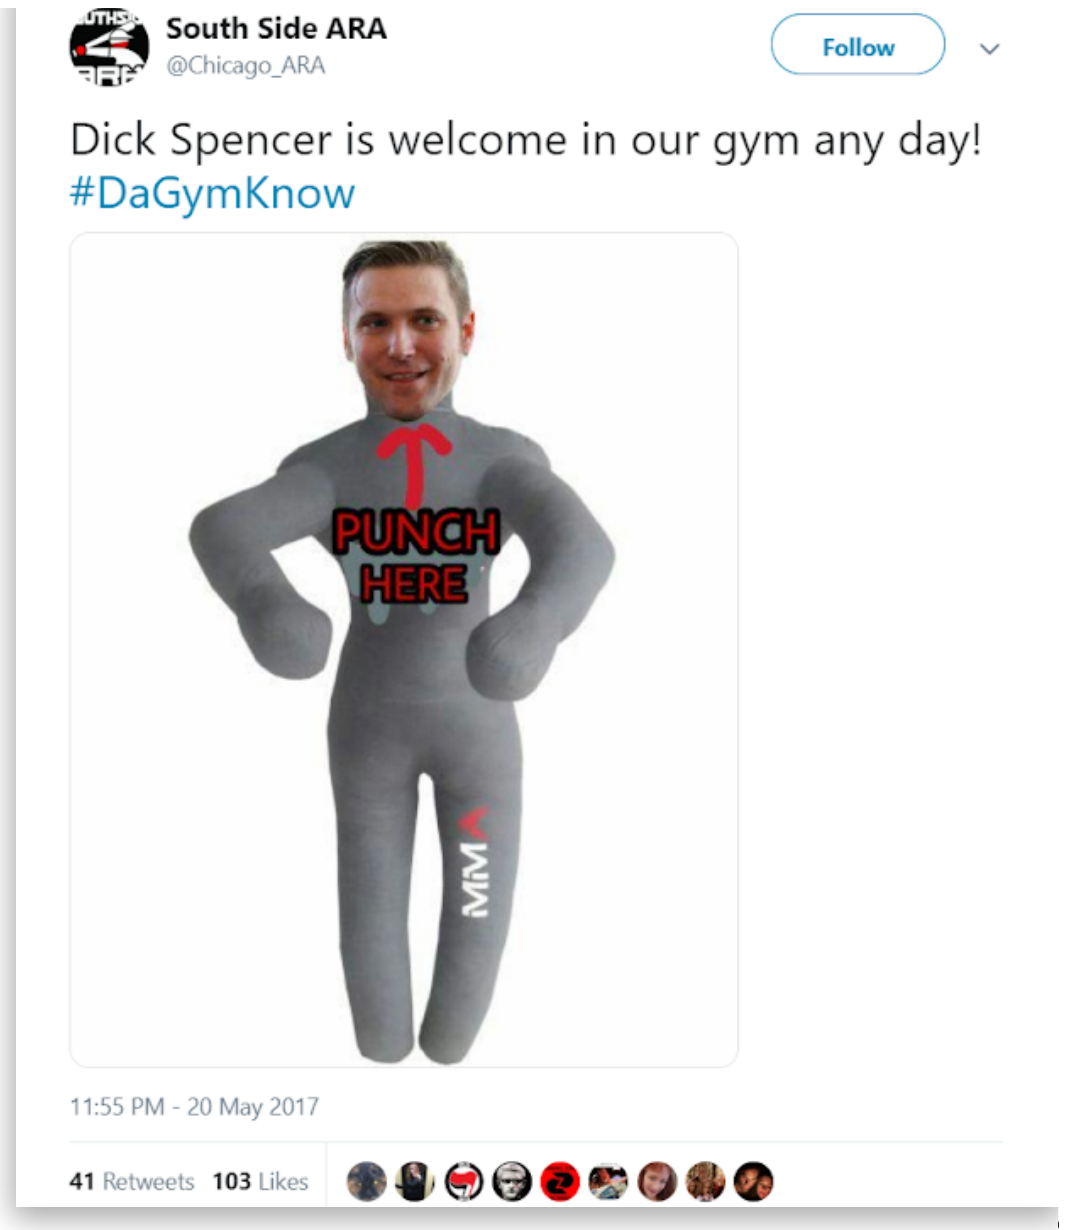 South Side ARA
@Chicago_ARA
Follow
Dick Spencer is welcome in our gym any day!
#DaGymKnow
PUNCH
HERE
MMA
11:55 PM - 20 May 2017
41 Retweets 103 Likes